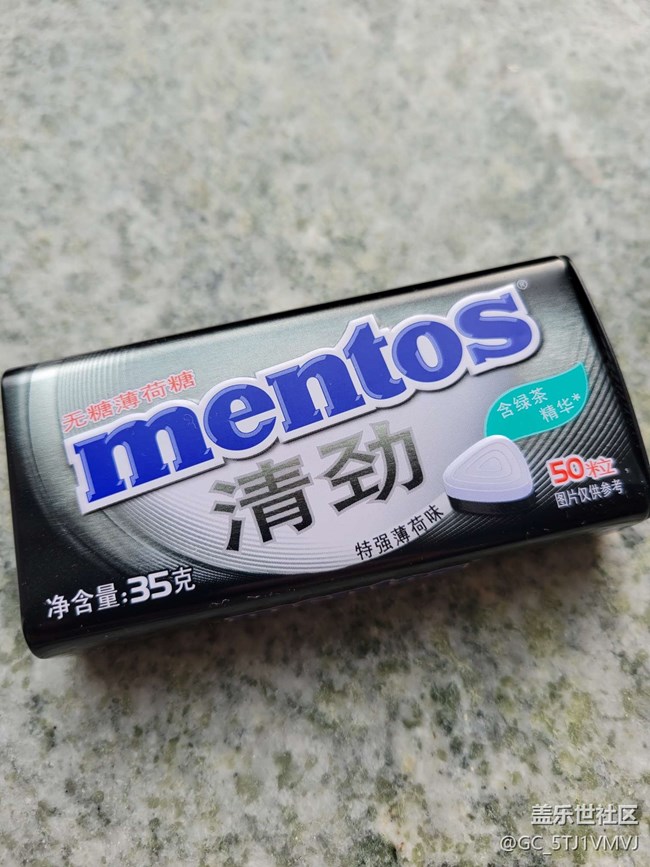 无糖薄荷糖
mentos®
清劲
特强薄荷味
含绿茶
精华*
50粒
图片仅供参考
净含量:35克
盖乐世社区
@GC_5TJ1VMVJ